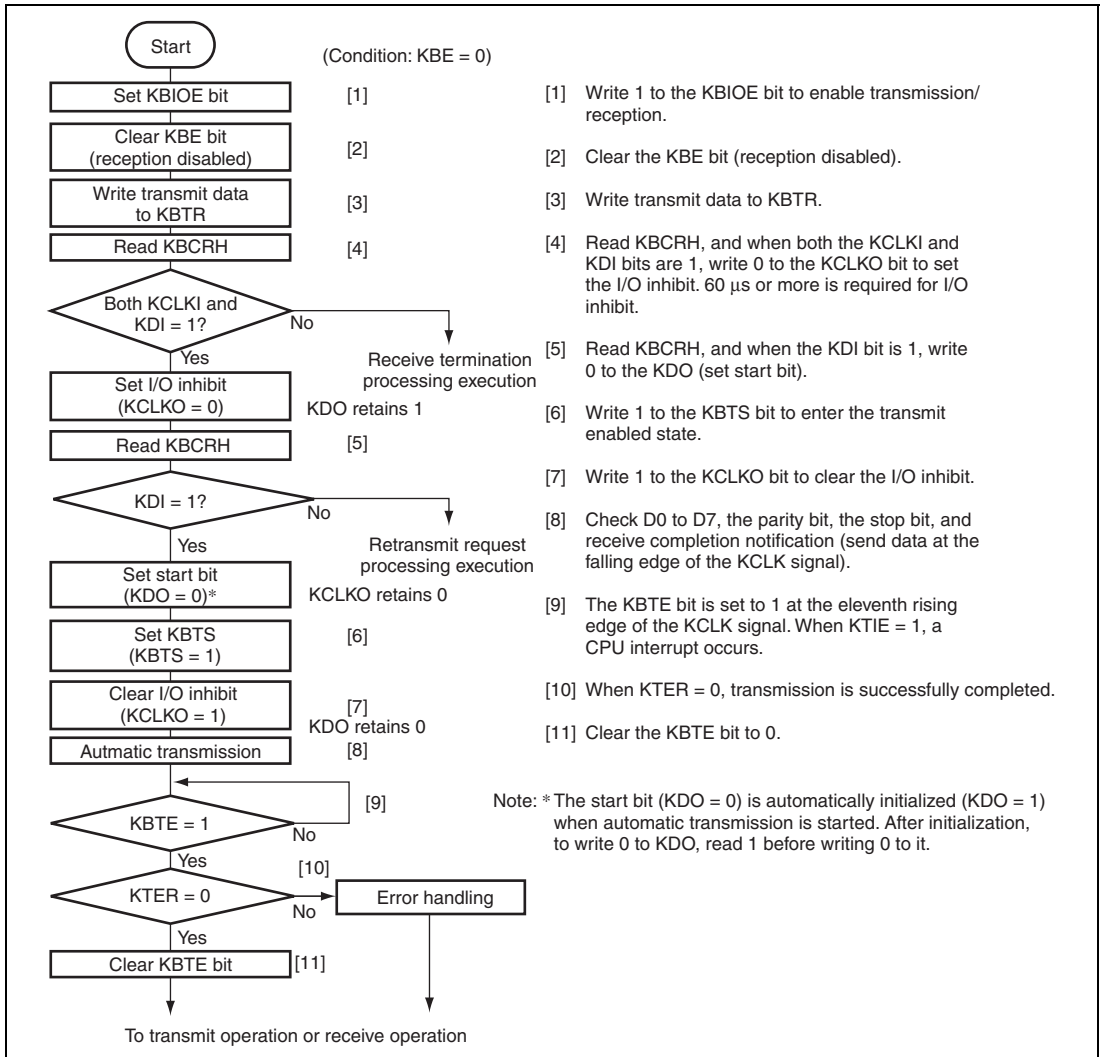 Start
(Condition: KBE = 0)
Set KBIOE bit
[1]
Clear KBE bit
(reception disabled)
[2]
Write transmit data
to KBTR
[3]
Read KBCRH
[4]
Both KCLKI and
KDI = 1?
No
Yes
Receive termination
processing execution
Set I/O inhibit
(KCLKO = 0)
KDO retains 1
Read KBCRH
[5]
KDI = 1?
No
Yes
Retransmit request
processing execution
Set start bit
(KDO = 0)*
KCLKO retains 0
Set KBTS
(KBTS = 1)
[6]
Clear I/O inhibit
(KCLKO = 1)
[7]
KDO retains 0
Autmatic transmission
[8]
KBTE = 1
[9]
No
Yes
[10]
KTER = 0
No
Error handling
Yes
Clear KBTE bit
[11]
To transmit operation or receive operation
[1] Write 1 to the KBIOE bit to enable transmission/
reception.
[2] Clear the KBE bit (reception disabled).
[3] Write transmit data to KBTR.
[4] Read KBCRH, and when both the KCLKI and
KDI bits are 1, write 0 to the KCLKO bit to set
the I/O inhibit. 60 μs or more is required for I/O
inhibit.
[5] Read KBCRH, and when the KDI bit is 1, write
0 to the KDO (set start bit).
[6] Write 1 to the KBTS bit to enter the transmit
enabled state.
[7] Write 1 to the KCLKO bit to clear the I/O inhibit.
[8] Check D0 to D7, the parity bit, the stop bit, and
receive completion notification (send data at the
falling edge of the KCLK signal).
[9] The KBTE bit is set to 1 at the eleventh rising
edge of the KCLK signal. When KTIE = 1, a
CPU interrupt occurs.
[10] When KTER = 0, transmission is successfully completed.
[11] Clear the KBTE bit to 0.
Note: * The start bit (KDO = 0) is automatically initialized (KDO = 1)
when automatic transmission is started. After initialization,
to write 0 to KDO, read 1 before writing 0 to it.